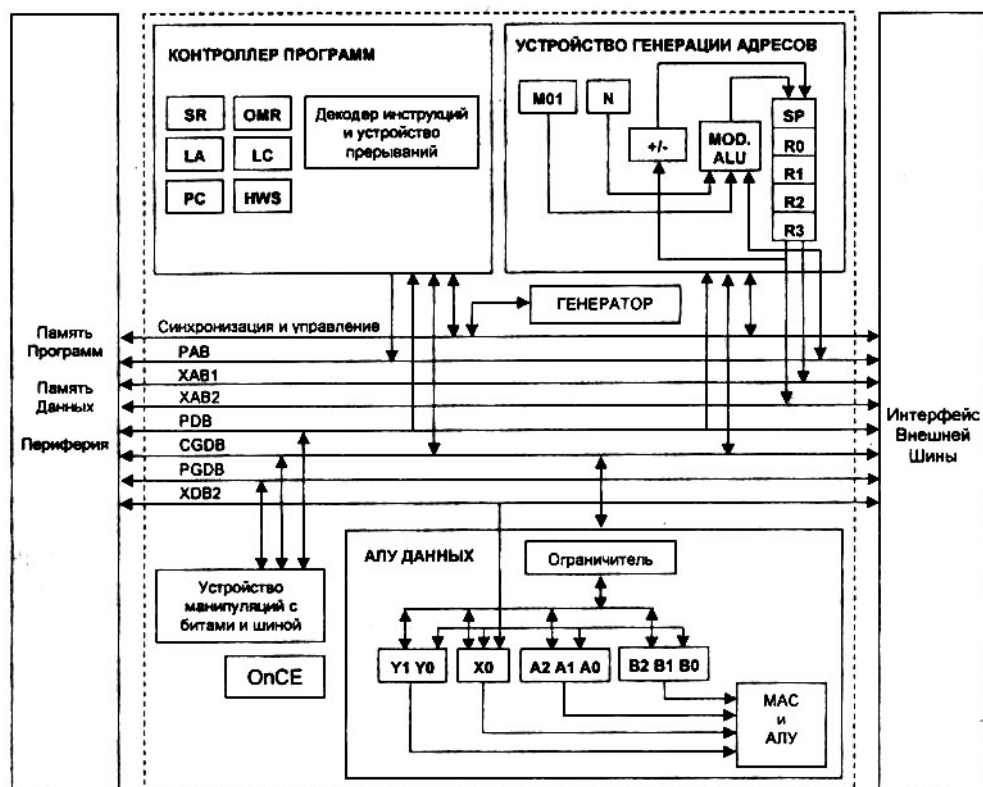 КОНТРОЛЛЕР ПРОГРАММ
SR
OMR
LA
LC
PC
HWS
Декодер инструкций
и устройство
прерываний
УСТРОЙСТВО ГЕНЕРАЦИИ АДРЕСОВ
M01
N
+/-
MOD.
ALU
SP
R0
R1
R2
R3
ГЕНЕРАТОР
Память
Программ
Память
Данных
Периферия
Синхронизация и управление
PAB
XAB1
XAB2
PDB
CGDB
PGDB
XDB2
Интерфейс
Внешней
Шины
Устройство
манипуляций с
битами и шиной
OnCE
АЛУ ДАННЫХ
Ограничитель
Y1 Y0
X0
A2 A1 A0
B2 B1 B0
МАС
и
АЛУ